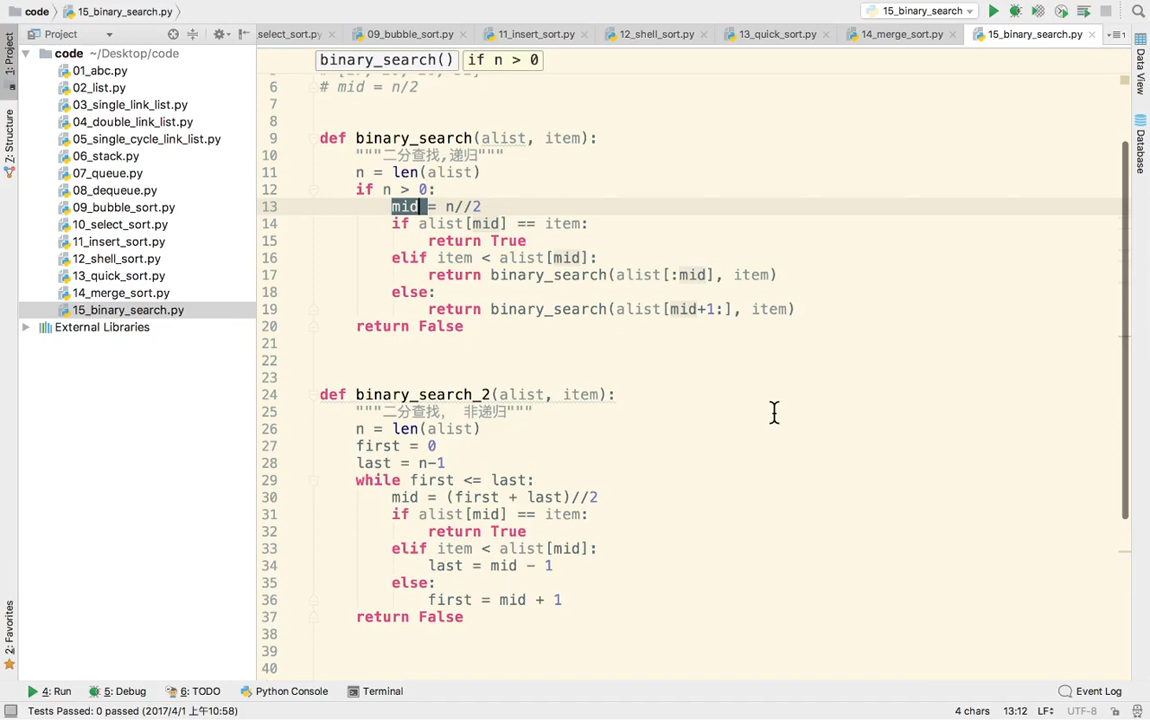 code
15_binary_search.py
15_binary_search
Project
select_sort.py
09_bubble_sort.py
11_insert_sort.py
12_shell_sort.py
13_quick_sort.py
14_merge_sort.py
15_binary_search.py
1: Project
Z: Structure
2: Favorites
Data View
Database
code ~/Desktop/code
01_abc.py
02_list.py
03_single_link_list.py
04_double_link_list.py
05_single_cycle_link_list.py
06_stack.py
07_queue.py
08_dequeue.py
09_bubble_sort.py
10_select_sort.py
11_insert_sort.py
12_shell_sort.py
13_quick_sort.py
14_merge_sort.py
15_binary_search.py
External Libraries
binary_search() if n > 0
6 # mid = n/2
7
8
9 def binary_search(alist, item):
10 """二分查找,递归"""
11 n = len(alist)
12 if n > 0:
13 mid = n//2
14 if alist[mid] == item:
15 return True
16 elif item < alist[mid]:
17 return binary_search(alist[:mid], item)
18 else:
19 return binary_search(alist[mid+1:], item)
20 return False
21
22
23
24 def binary_search_2(alist, item):
25 """二分查找， 非递归"""
26 n = len(alist)
27 first = 0
28 last = n-1
29 while first <= last:
30 mid = (first + last)//2
31 if alist[mid] == item:
32 return True
33 elif item < alist[mid]:
34 last = mid - 1
35 else:
36 first = mid + 1
37 return False
38
39
40
4: Run 5: Debug 6: TODO Python Console Terminal Event Log
Tests Passed: 0 passed (2017/4/1 上午10:58) 4 chars 13:12 LF UTF-8